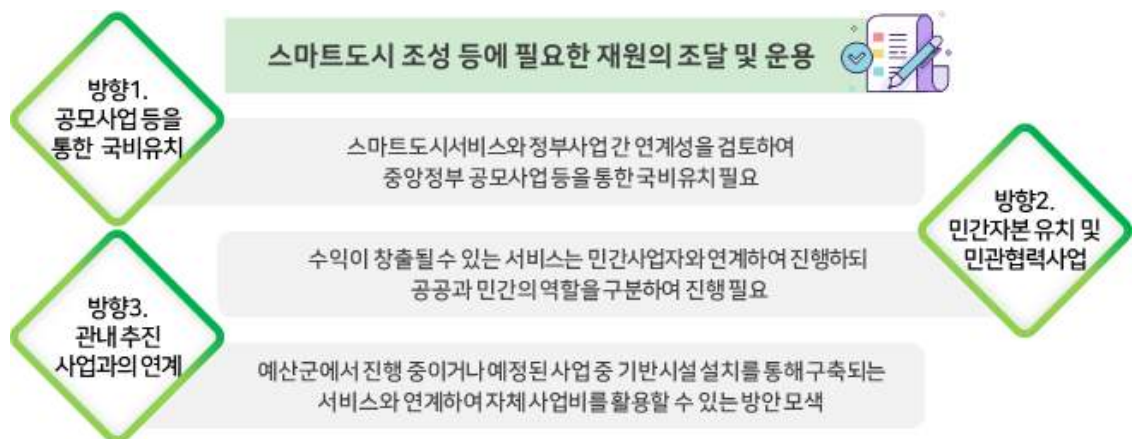 스마트도시 조성 등에 필요한 재원의 조달 및 운용
방향1.
공모사업 등을
통한 국비유치
스마트도시서비스와 정부사업 간 연계성을 검토하여
중앙정부 공모사업 등을 통한 국비유치 필요
방향2.
민간자본 유치 및
민관협력사업
수익이 창출될 수 있는 서비스는 민간사업자와 연계하여 진행하되
공공과 민간의 역할을 구분하여 진행 필요
방향3.
관내 추진
사업과의 연계
예산군에서 진행 중이거나 예정된 사업 중 기반시설 설치를 통해 구축되는
서비스와 연계하여 자체 사업비를 활용할 수 있는 방안 모색